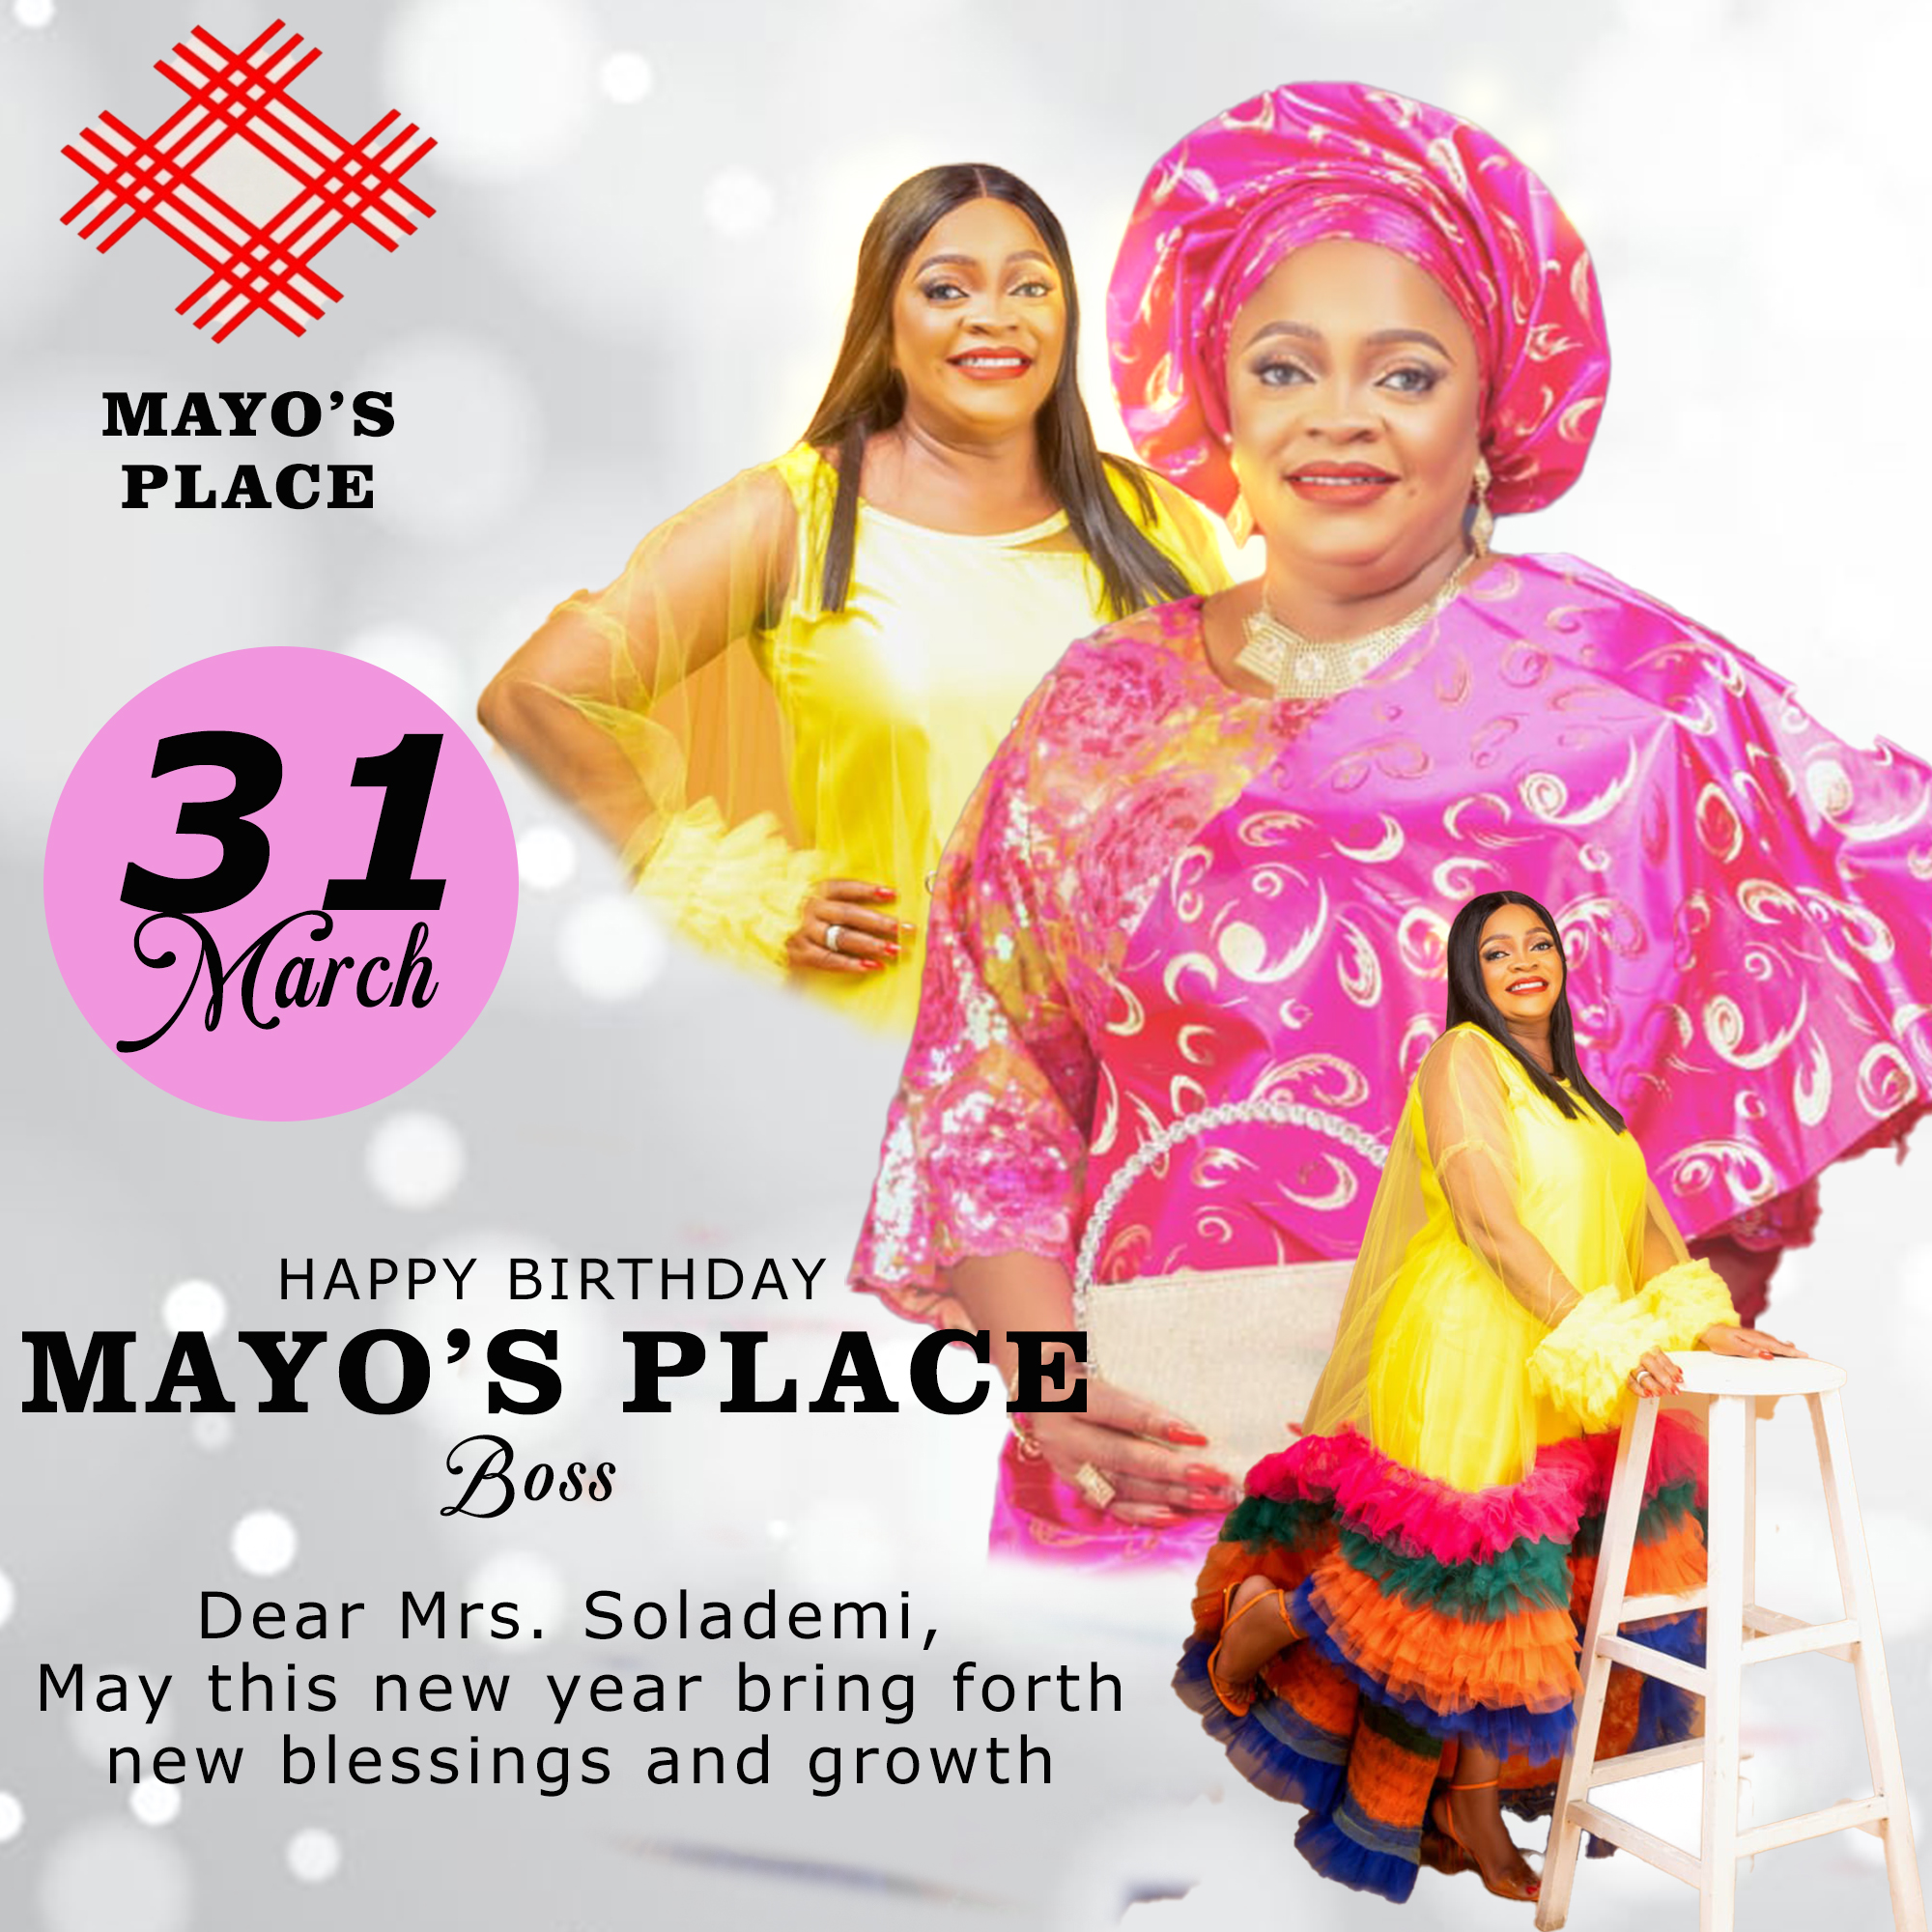 MAYO’S
PLACE
31
March
HAPPY BIRTHDAY
MAYO’S PLACE
Boss
Dear Mrs. Solademi,
May this new year bring forth
new blessings and growth